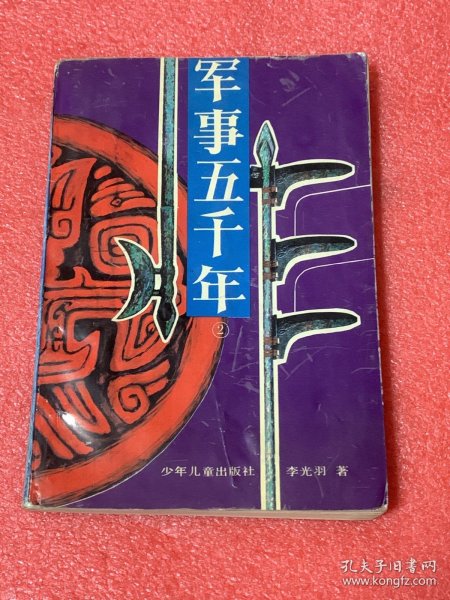 军事五千年
②
少年儿童出版社 李光羽 著
孔夫子旧书网
www.kongfz.com